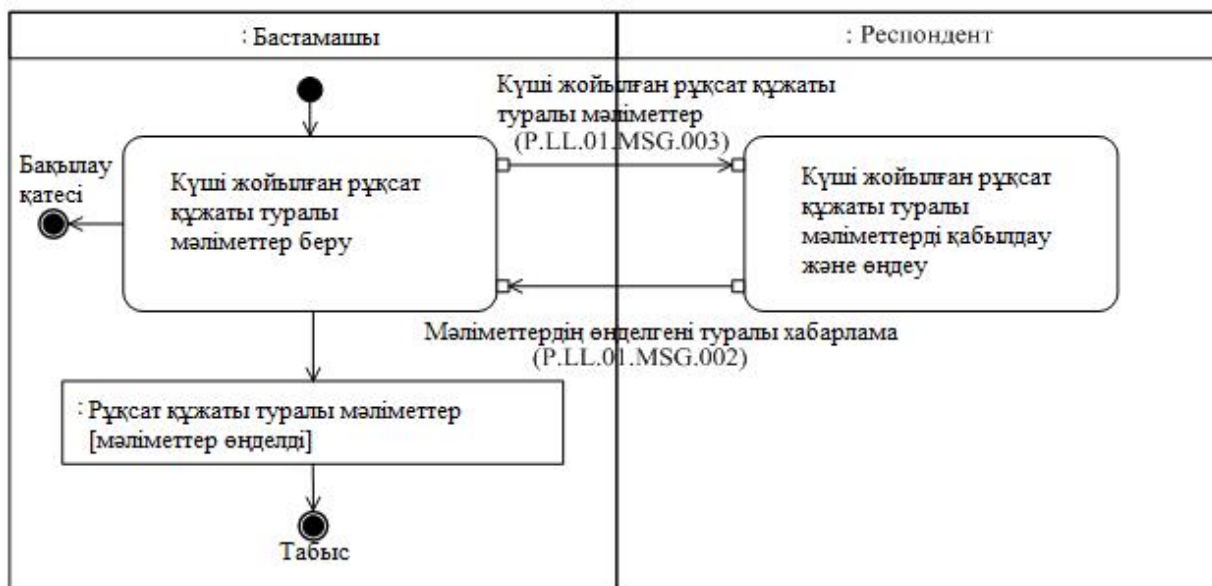 : Бастамашы
: Респондент
Күші жойылған рұқсат құжаты
туралы мәліметтер
(P.LL.01.MSG.003)
Бақылау
қатесі
Күші жойылған рұқсат
құжаты туралы
мәліметтер беру
Күші жойылған рұқсат
құжаты туралы
мәліметтерді қабылдау
және өңдеу
Мәліметтердің өңделгені туралы хабарлама
(P.LL.01.MSG.002)
: Рұқсат құжаты туралы мәліметтер
[мәліметтер өңделді]
Табыс